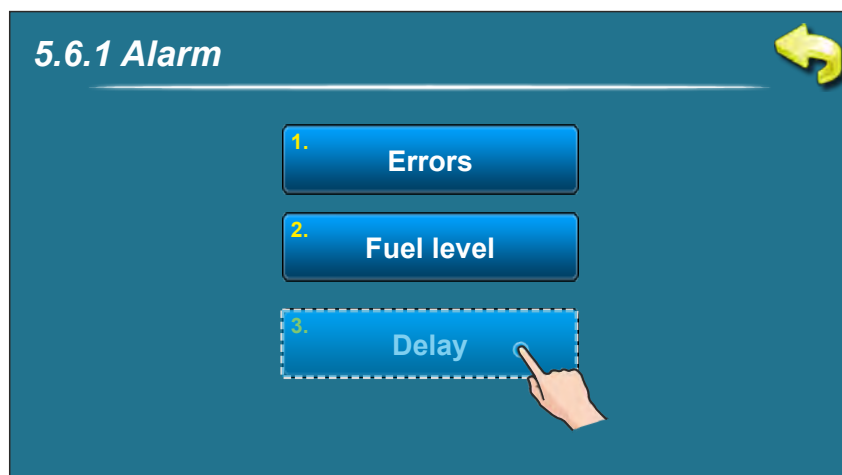 5.6.1 Alarm
1.
Errors
2.
Fuel level
3.
Delay